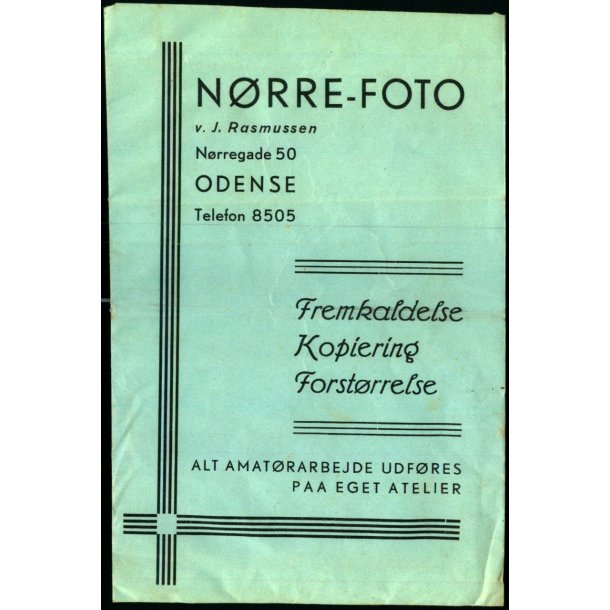 NØRRE-FOTO
v. J. Rasmussen
Nørregade 50
ODENSE
Telefon 8505
Fremkaldelse
Kopiering
Forstørrelse
ALT AMATØRARBEJDE UDFØRES
PAA EGET ATELIER